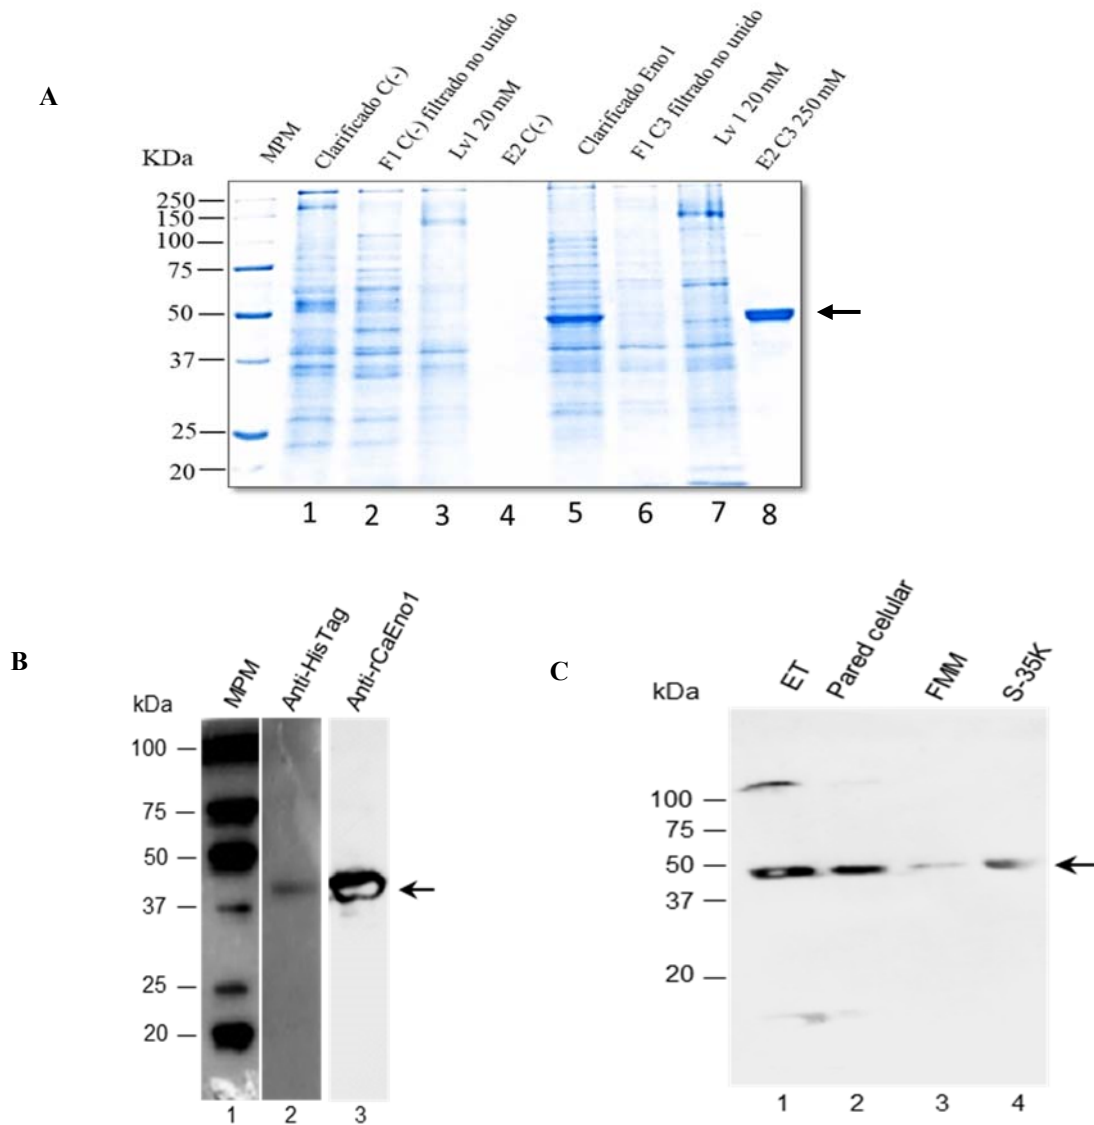 A
KDa
MPM
Clarificado C(-)
F1 C(-) filtrado no unido
Lv1 20 mM
E2 C(-)
Clarificado Eno1
F1 C3 filtrado no unido
Lv 1 20 mM
E2 C3 250 mM
250
150
100
75
50
37
25
20
1 2 3 4 5 6 7 8
B
kDa
MPM
Anti-HisTag
Anti-rCaEno1
100
75
50
37
25
20
1 2 3
C
kDa
ET
Pared celular
FMM
S-35K
100
75
50
37
20
1 2 3 4